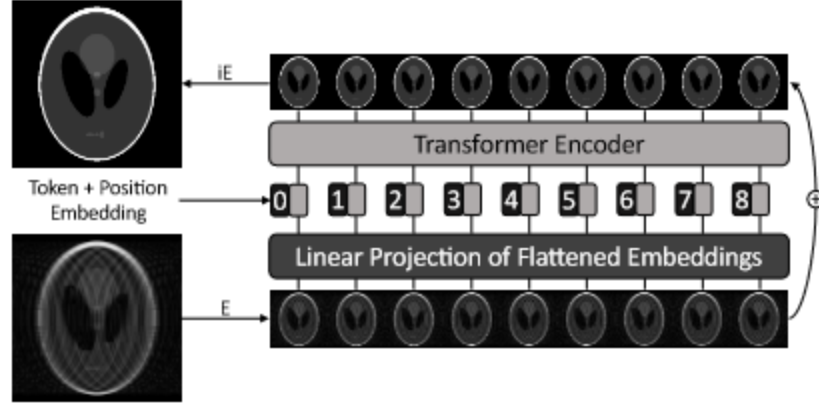 iE
Transformer Encoder
Token + Position
Embedding
0 1 2 3 4 5 6 7 8
Linear Projection of Flattened Embeddings
E